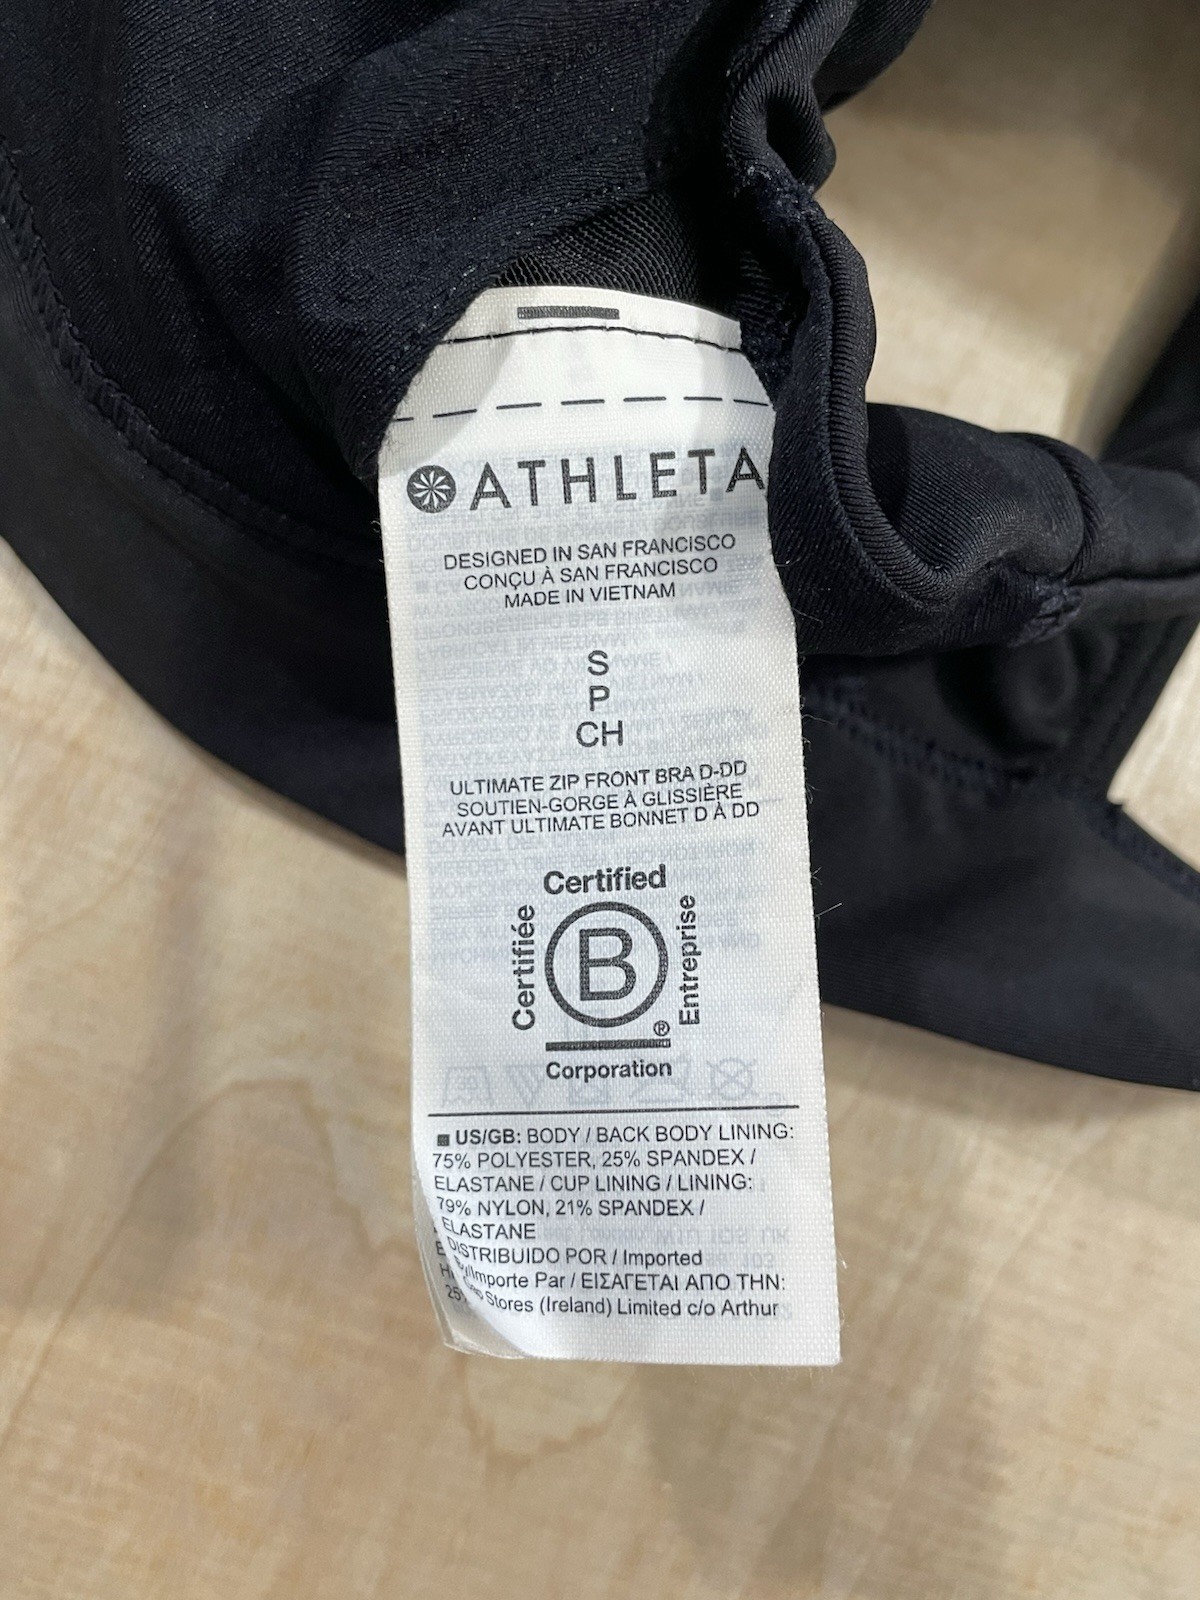 ATHLETA
DESIGNED IN SAN FRANCISCO
CONÇU À SAN FRANCISCO
MADE IN VIETNAM
S
P
CH
ULTIMATE ZIP FRONT BRA D-DD
SOUTIEN-GORGE À GLISSIÈRE
AVANT ULTIMATE BONNET D À DD
Certified
Certifiée
B
Entreprise
®
Corporation
US/GB: BODY / BACK BODY LINING:
75% POLYESTER, 25% SPANDEX /
ELASTANE / CUP LINING / LINING:
79% NYLON, 21% SPANDEX /
ELASTANE
DISTRIBUIDO POR / Imported
By/Importe Par / ΕΙΣΑΓΕΤΑΙ ΑΠΟ ΤΗΝ:
Stores (Ireland) Limited c/o Arthur